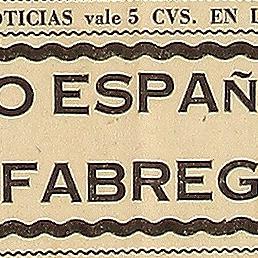 OTICIAS vale 5 CVS. EN
O ESPAÑ
FABREG